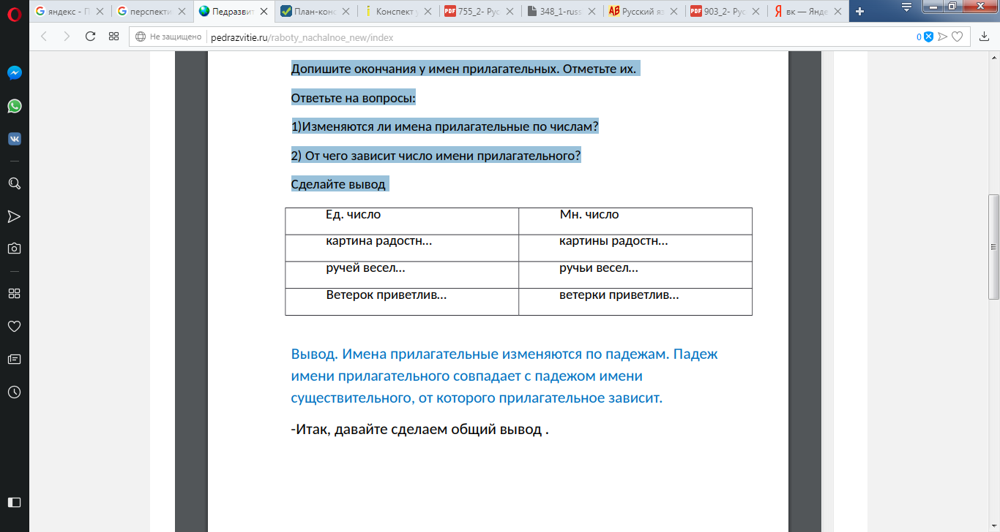 яндекс - П
перспекти
Педразвит
План-кон
Конспект
755_2- Рус
348_1-russ
Русский яз
903_2- Рус
вк — Янде
Не защищено
pedrazvitie.ru/raboty_nachalnoe_new/index
0
Допишите окончания у имен прилагательных. Отметьте их.
Ответьте на вопросы:
1)Изменяются ли имена прилагательные по числам?
2) От чего зависит число имени прилагательного?
Сделайте вывод
Ед. число Мн. число
картина радостн... картины радостн...
ручей весел... ручьи весел...
Ветерок приветлив... ветерки приветлив...
Вывод. Имена прилагательные изменяются по падежам. Падеж
имени прилагательного совпадает с падежом имени
существительного, от которого прилагательное зависит.
-Итак, давайте сделаем общий вывод .